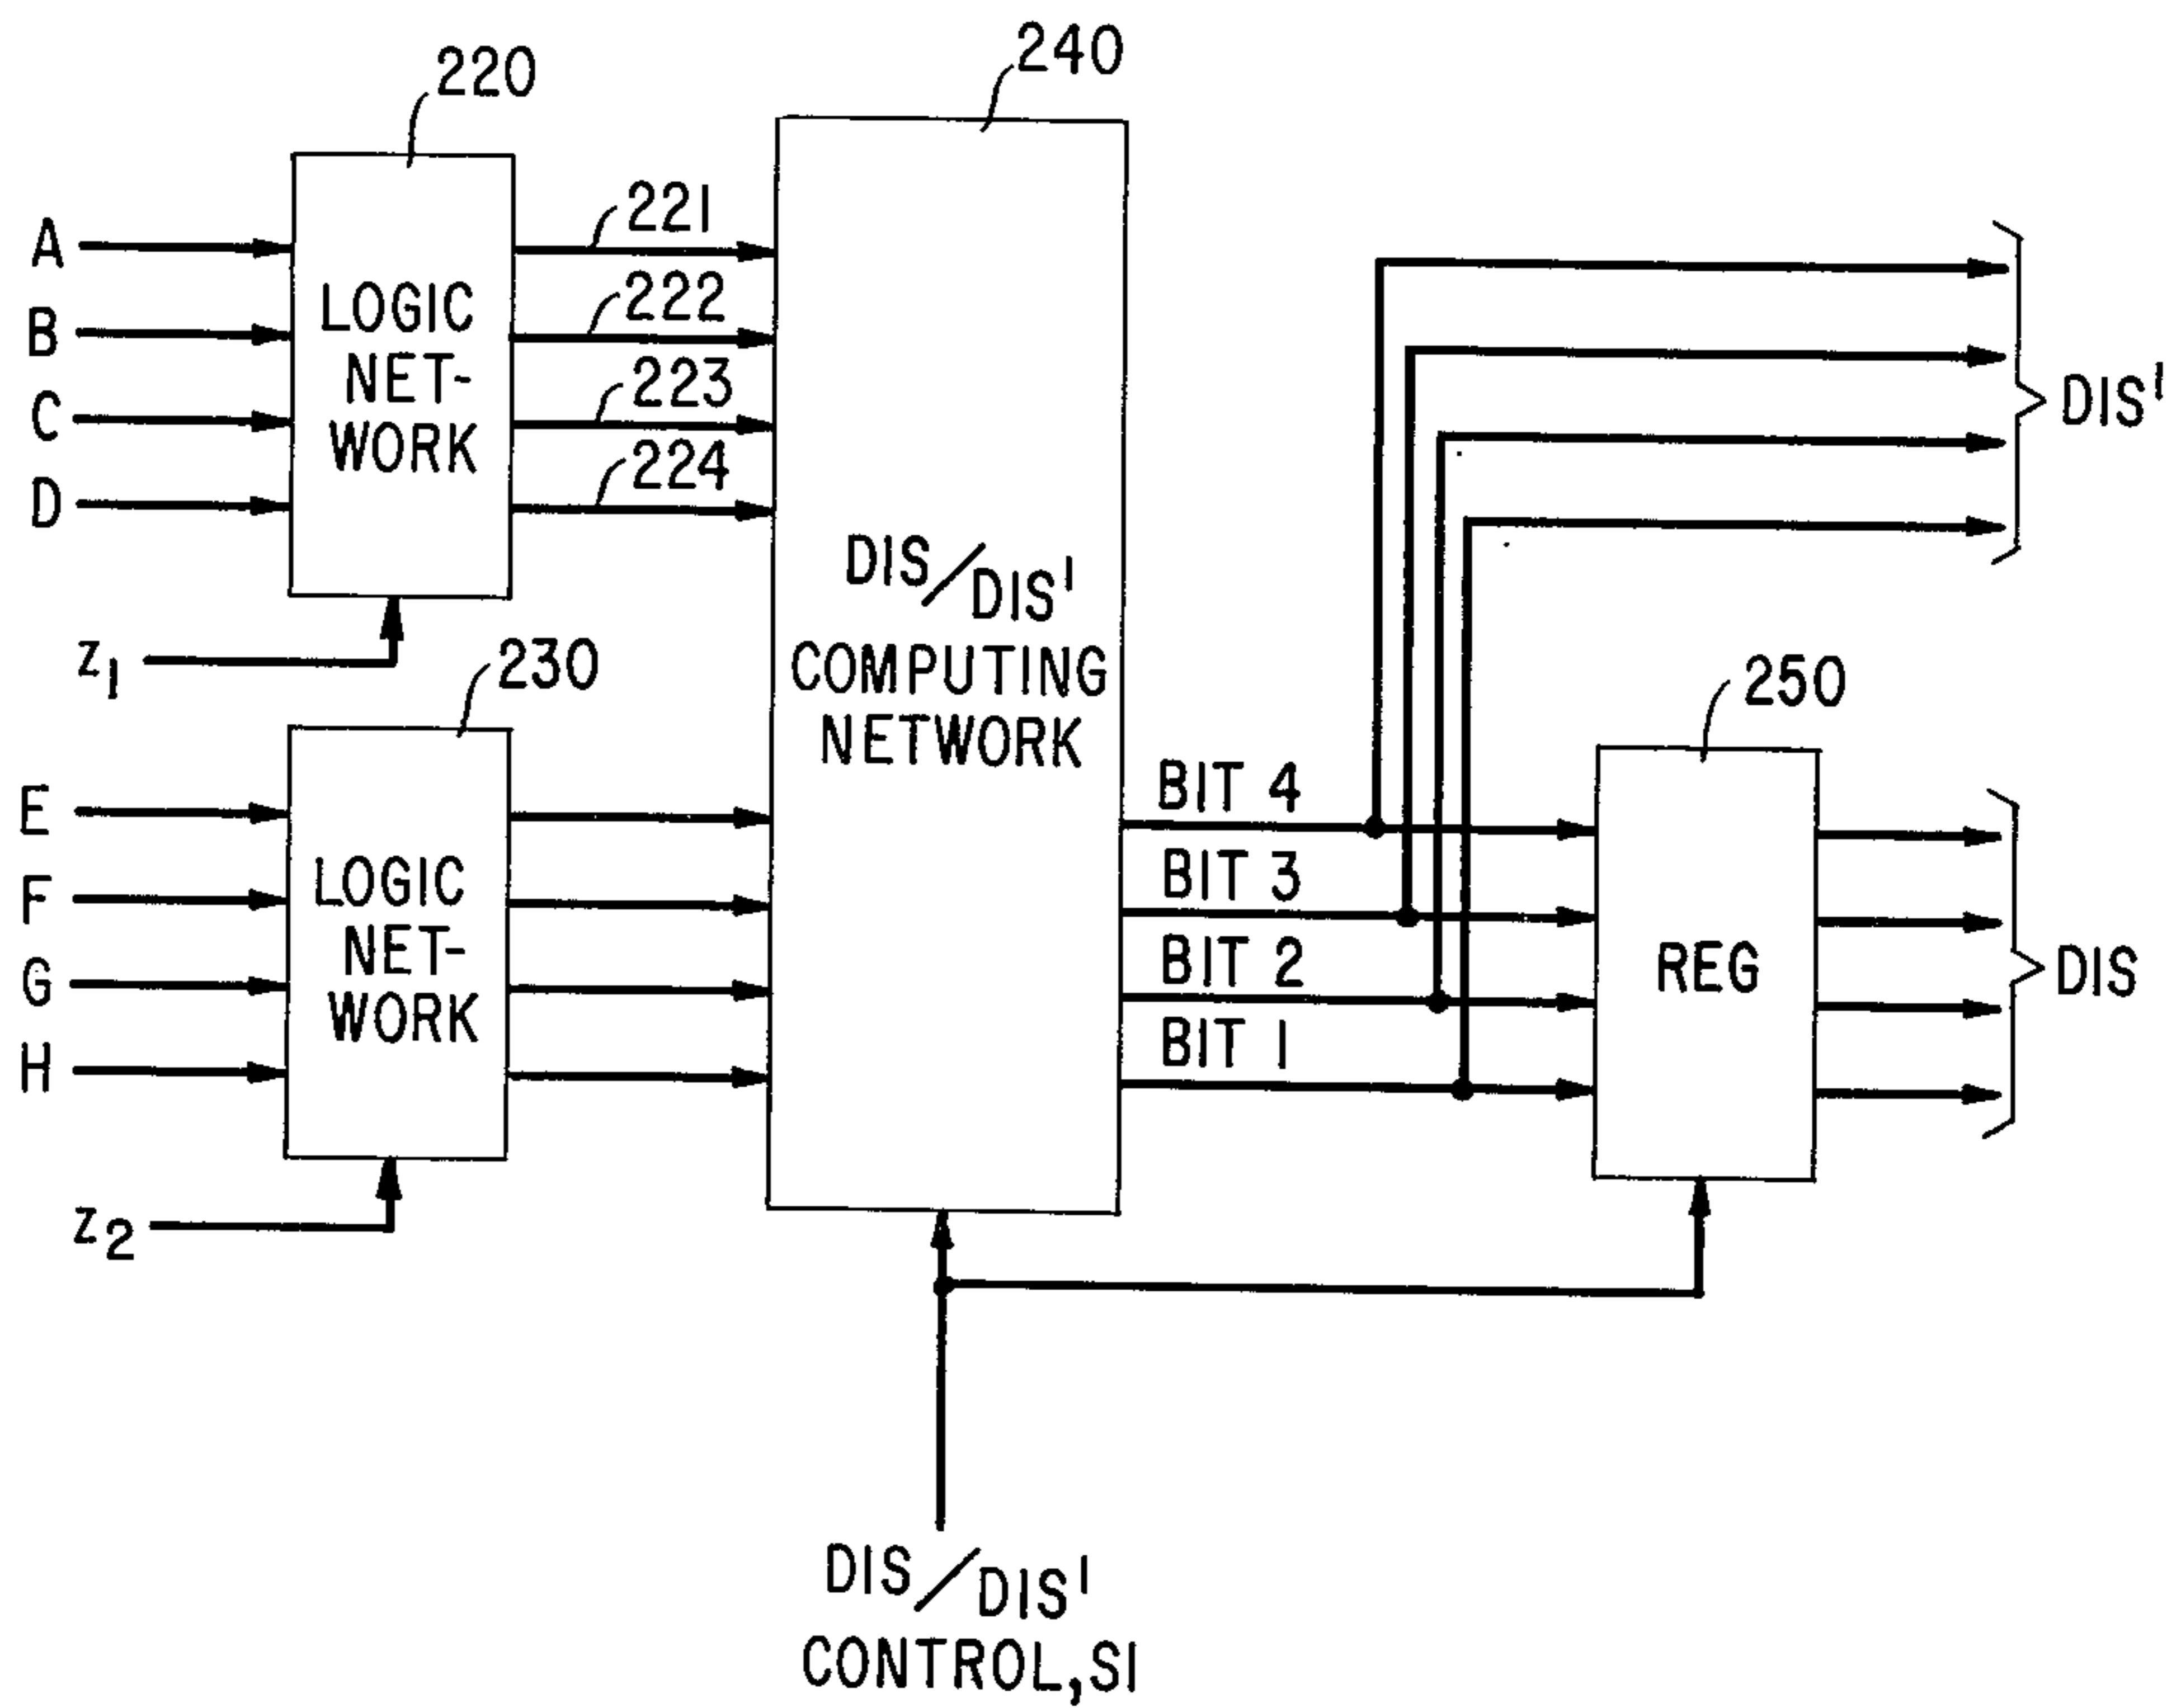 220
240
221
A
LOGIC
NET-
WORK
222
B
223
C
224
D
DIS'
DIS/DIS'
COMPUTING
NETWORK
z1
230
250
E
LOGIC
NET-
WORK
F
G
H
BIT 4
BIT 3
BIT 2
BIT 1
REG
DIS
z2
DIS/DIS'
CONTROL,S1